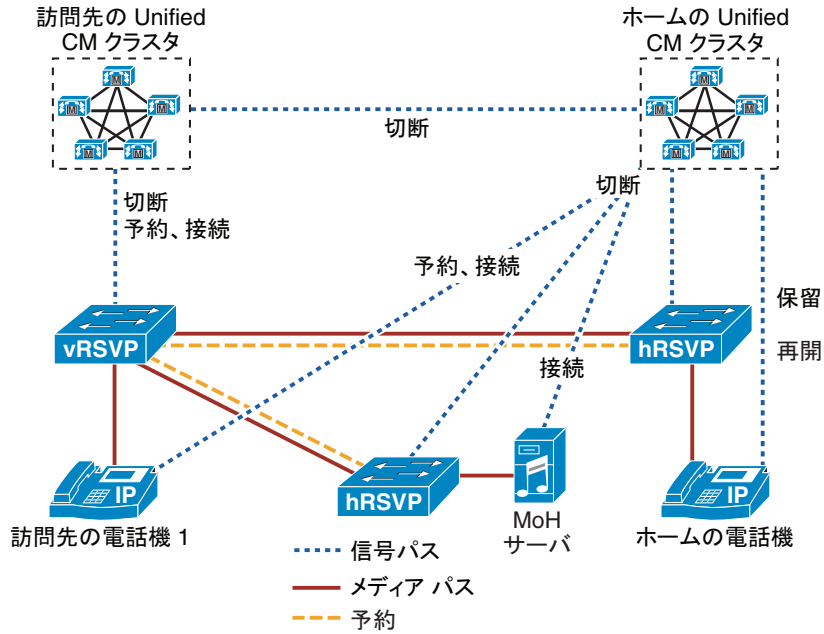 訪問先の Unified
CM クラスタ
ホームの Unified
CM クラスタ
M
M
M
M
M
M
M
M
M
M
切断
切断
切断
予約、接続
予約、接続
保留
vRSVP
hRSVP
再開
接続
IP
hRSVP
IP
訪問先の電話機 1
MoH
サーバ
ホームの電話機
信号パス
メディア パス
予約